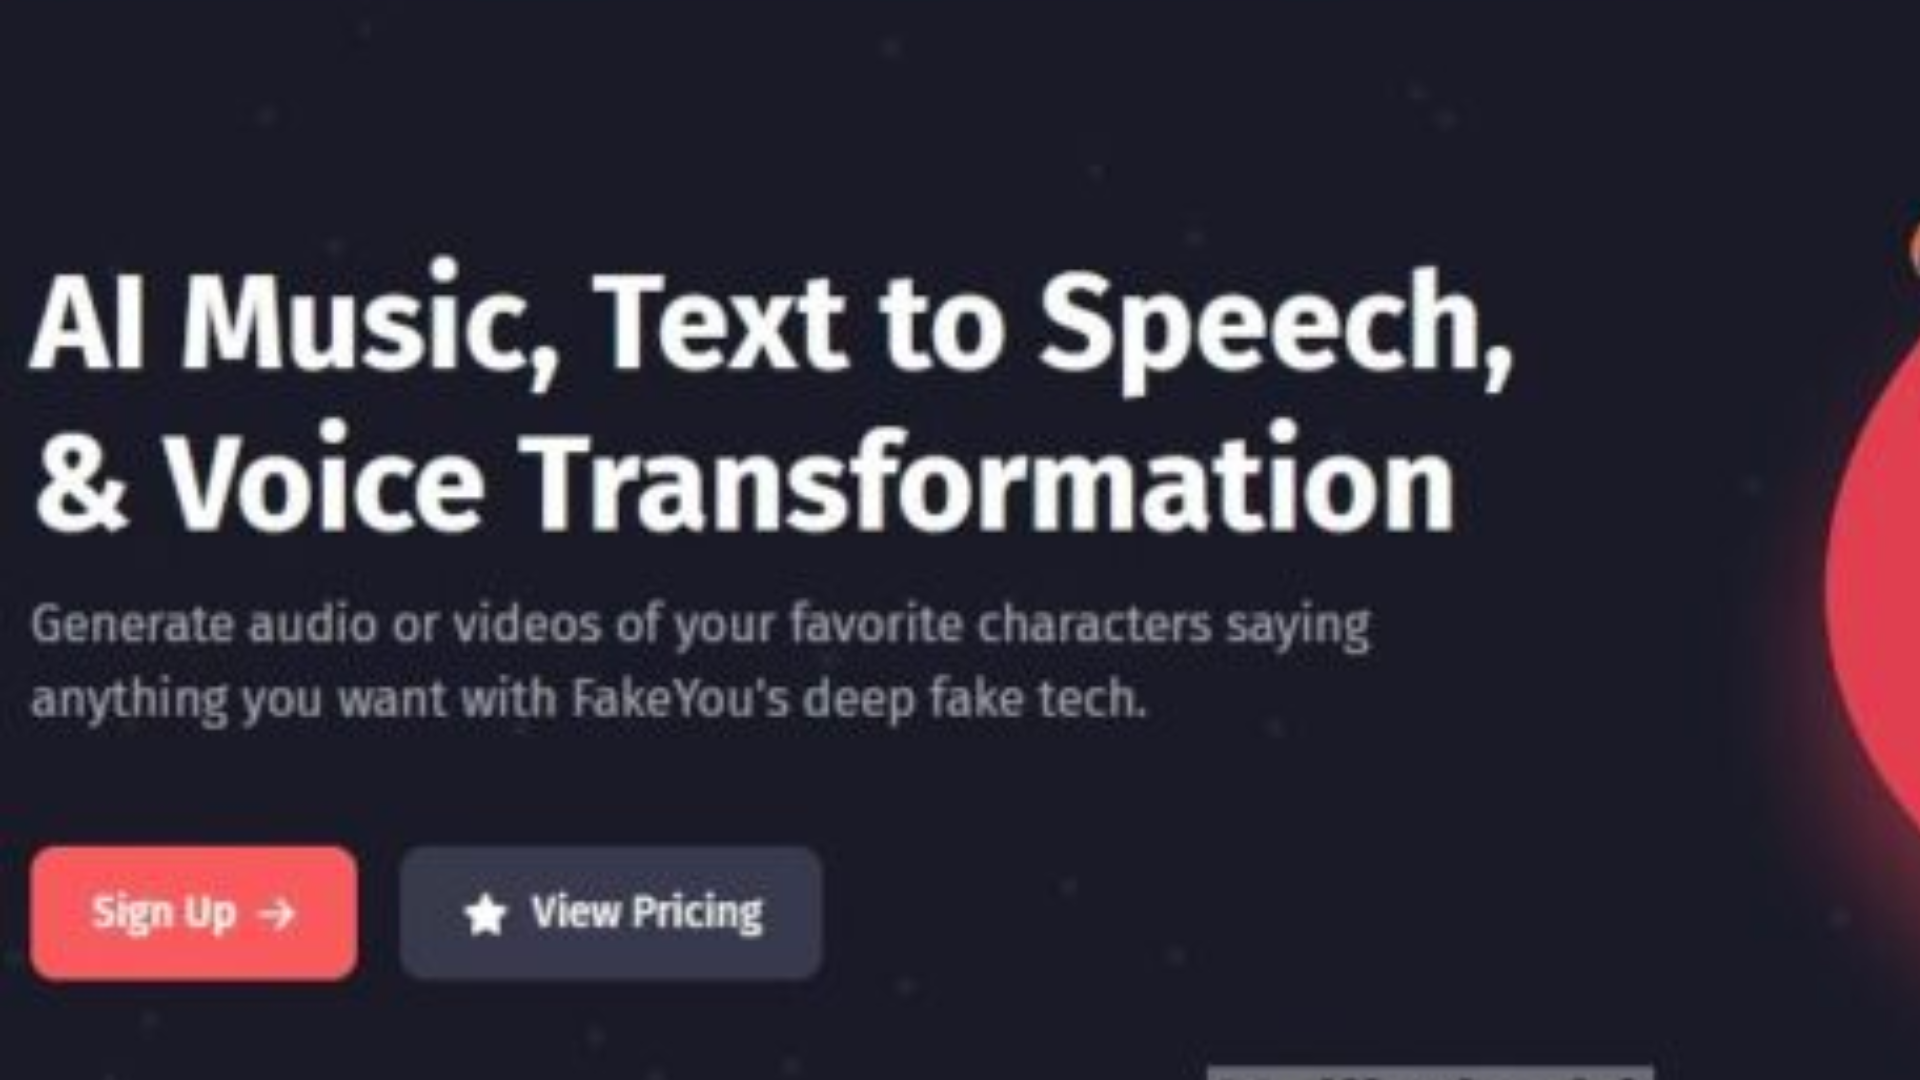 AI Music, Text to Speech,
& Voice Transformation
Generate audio or videos of your favorite characters saying
anything you want with FakeYou's deep fake tech.
Sign Up →
★ View Pricing